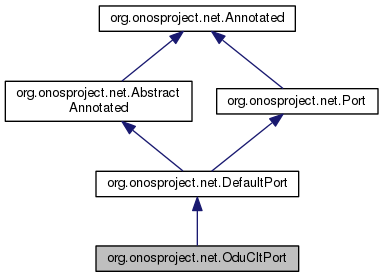 org.onosproject.net.Annotated
org.onosproject.net.Abstract
Annotated
org.onosproject.net.Port
org.onosproject.net.DefaultPort
org.onosproject.net.OduCltPort